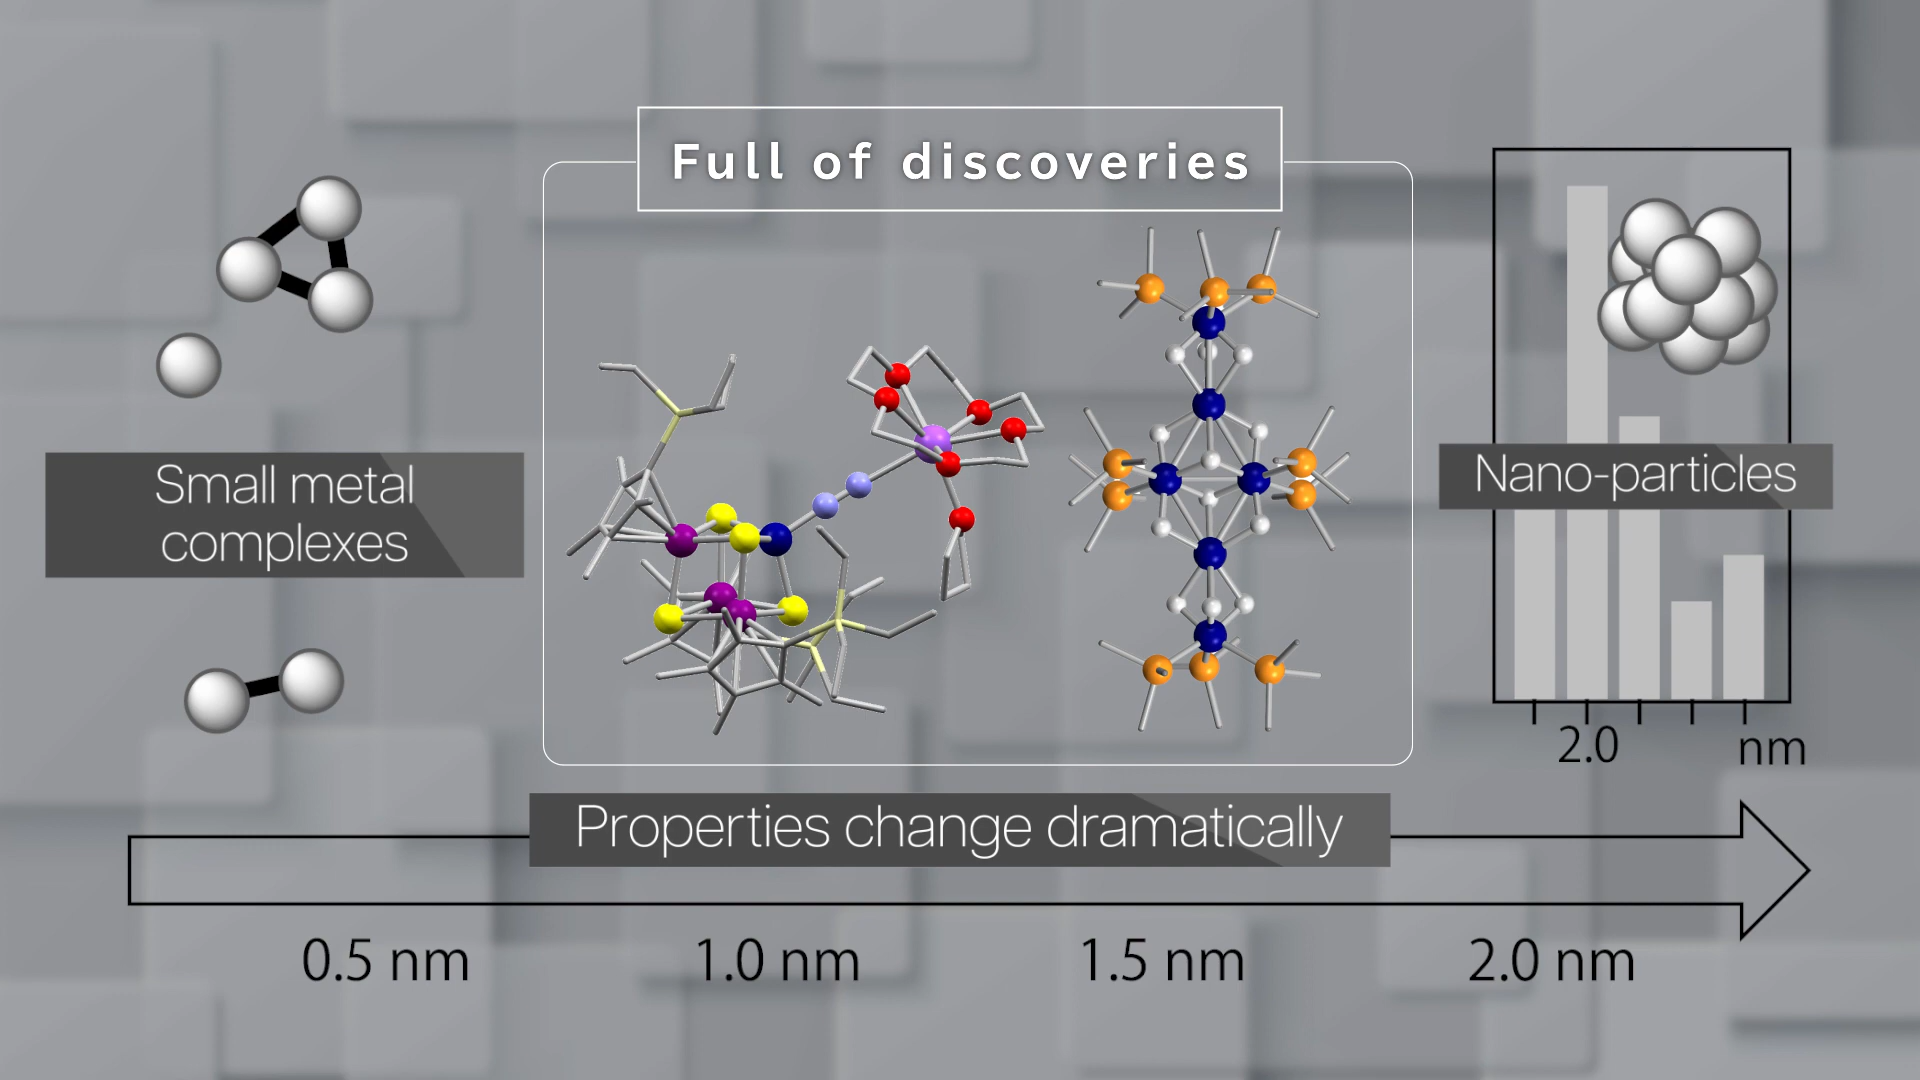 Full of discoveries
Small metal
complexes
Nano-particles
2.0
nm
Properties change dramatically
0.5 nm
1.0 nm
1.5 nm
2.0 nm